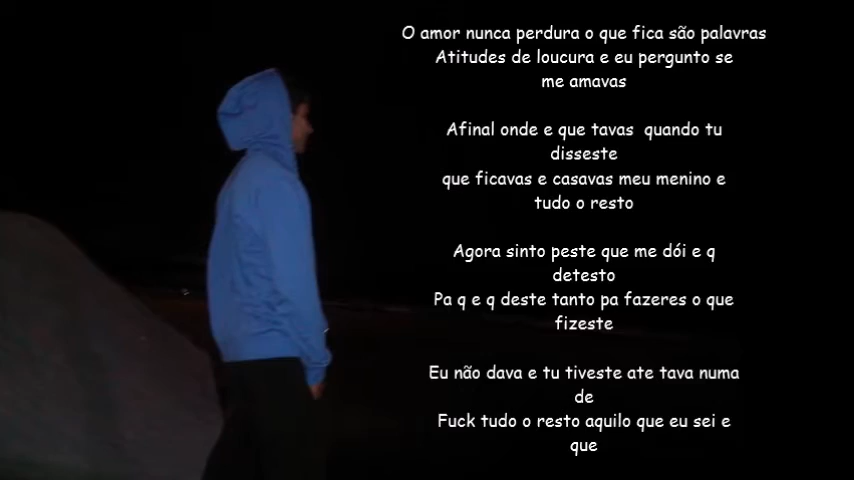 O amor nunca perdura o que fica são palavras
Atitudes de loucura e eu pergunto se
me amavas
Afinal onde e que tavas quando tu
disseste
que ficavas e casavas meu menino e
tudo o resto
Agora sinto peste que me dói e q
detesto
Pa q e q deste tanto pa fazeres o que
fizeste
Eu não dava e tu tiveste ate tava numa
de
Fuck tudo o resto aquilo que eu sei e
que